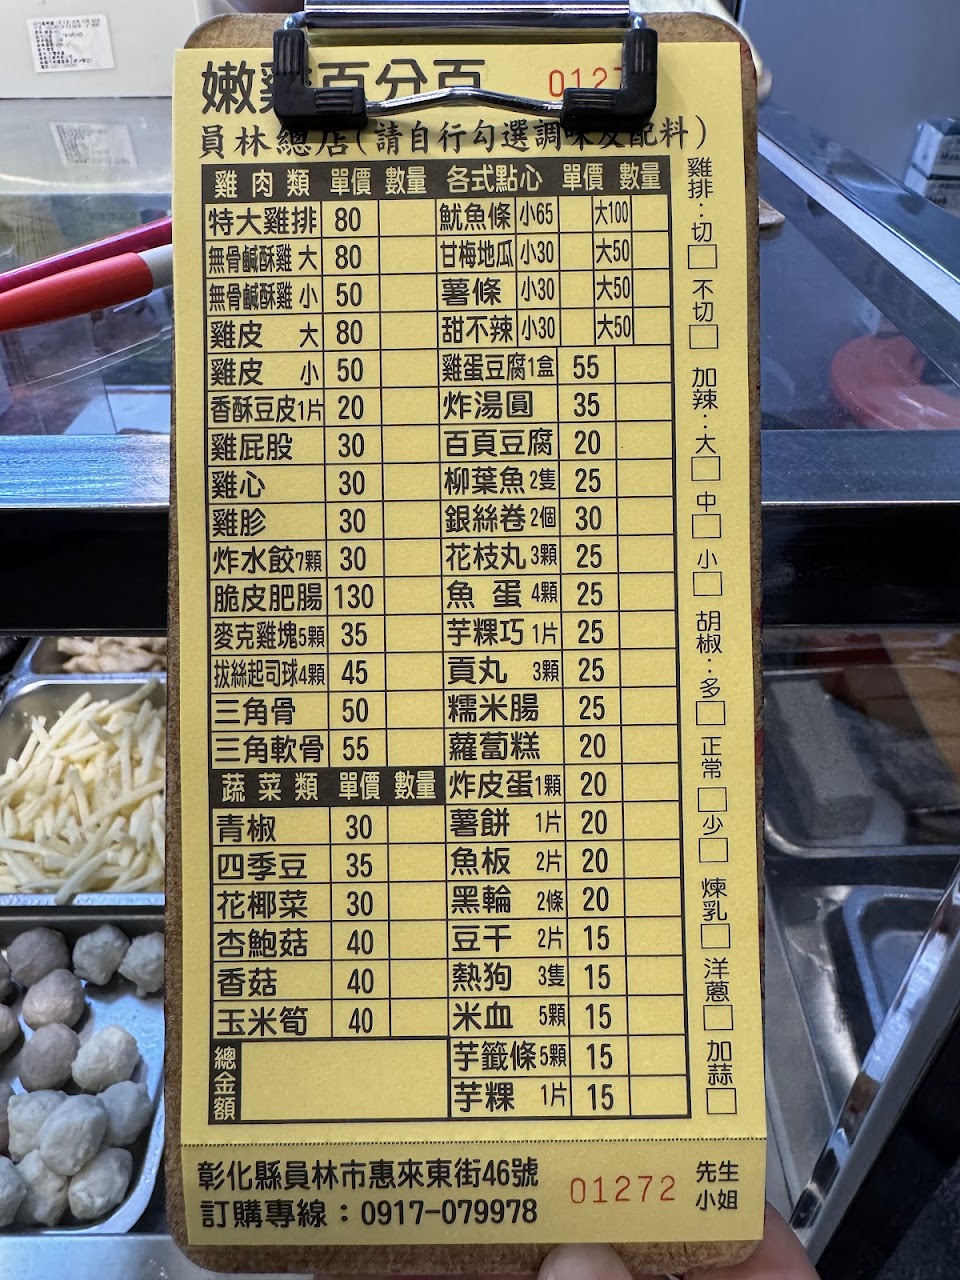 嫩雞百分百 0127
員林總店(請自行勾選調味及配料)
雞肉類 單價 數量
特大雞排 80
無骨鹹酥雞 大 80
無骨鹹酥雞 小 50
雞皮 大 80
雞皮 小 50
香酥豆皮1片 20
雞屁股 30
雞心 30
雞胗 30
炸水餃7顆 30
脆皮肥腸 130
麥克雞塊5顆 35
拔絲起司球4顆 45
三角骨 50
三角軟骨 55
蔬菜類 單價 數量
青椒 30
四季豆 35
花椰菜 30
杏鮑菇 40
香菇 40
玉米筍 40
總金額
各式點心 單價 數量
魷魚條 小65 大100
甘梅地瓜 小30 大50
薯條 小30 大50
甜不辣 小30 大50
雞蛋豆腐1盒 55
炸湯圓 35
百頁豆腐 20
柳葉魚2隻 25
銀絲卷2個 30
花枝丸3顆 25
魚蛋 4顆 25
芋粿巧1片 25
貢丸 3顆 25
糯米腸 25
蘿蔔糕 20
炸皮蛋1顆 20
薯餅 1片 20
魚板 2片 20
黑輪 2條 20
豆干 2片 15
熱狗 3隻 15
米血 5顆 15
芋籤條5顆 15
芋粿 1片 15
雞排：切□ 不切□ 加辣：大□ 中□ 小□ 胡椒：多□ 正常□ 少□ 煉乳□ 洋蔥□ 加蒜□
彰化縣員林市惠來東街46號
訂購專線：0917-079978
01272
先生
小姐